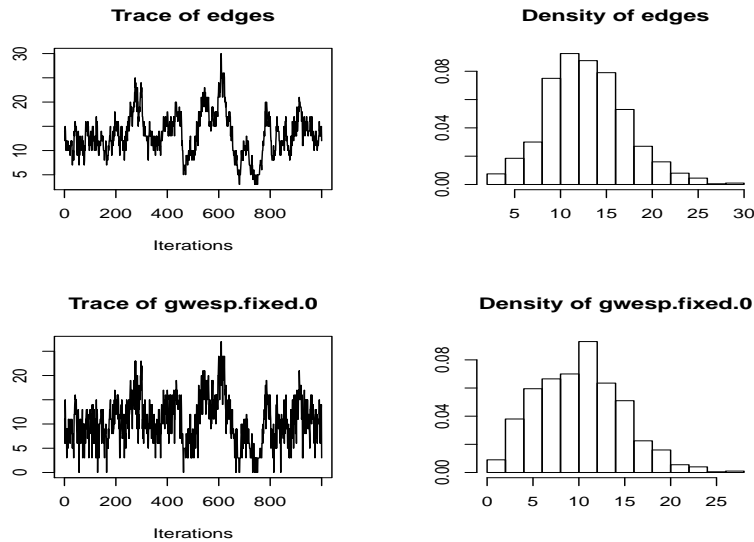 Trace of edges
30
20
10
5
0 200 400 600 800
Iterations
Density of edges
0.08
0.04
0.00
5 10 15 20 25 30
Trace of gwesp.fixed.0
20
10
5
0
0 200 400 600 800
Iterations
Density of gwesp.fixed.0
0.08
0.04
0.00
0 5 10 15 20 25